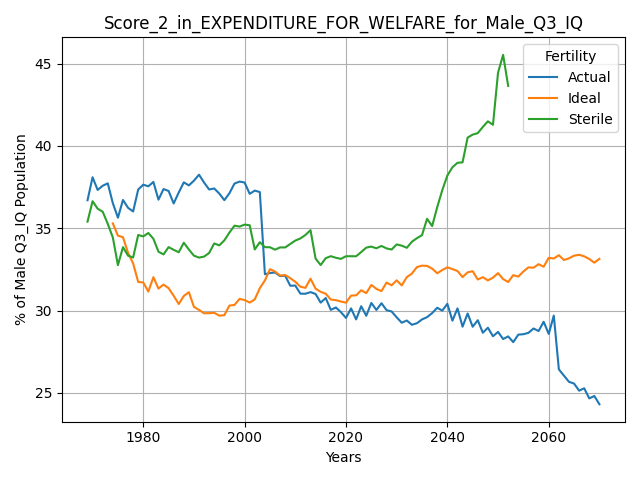 Score_2_in_EXPENDITURE_FOR_WELFARE_for_Male_Q3_IQ
% of Male Q3_IQ Population
45
40
35
30
25
Fertility
Actual
Ideal
Sterile
1980
2000
2020
2040
2060
Years